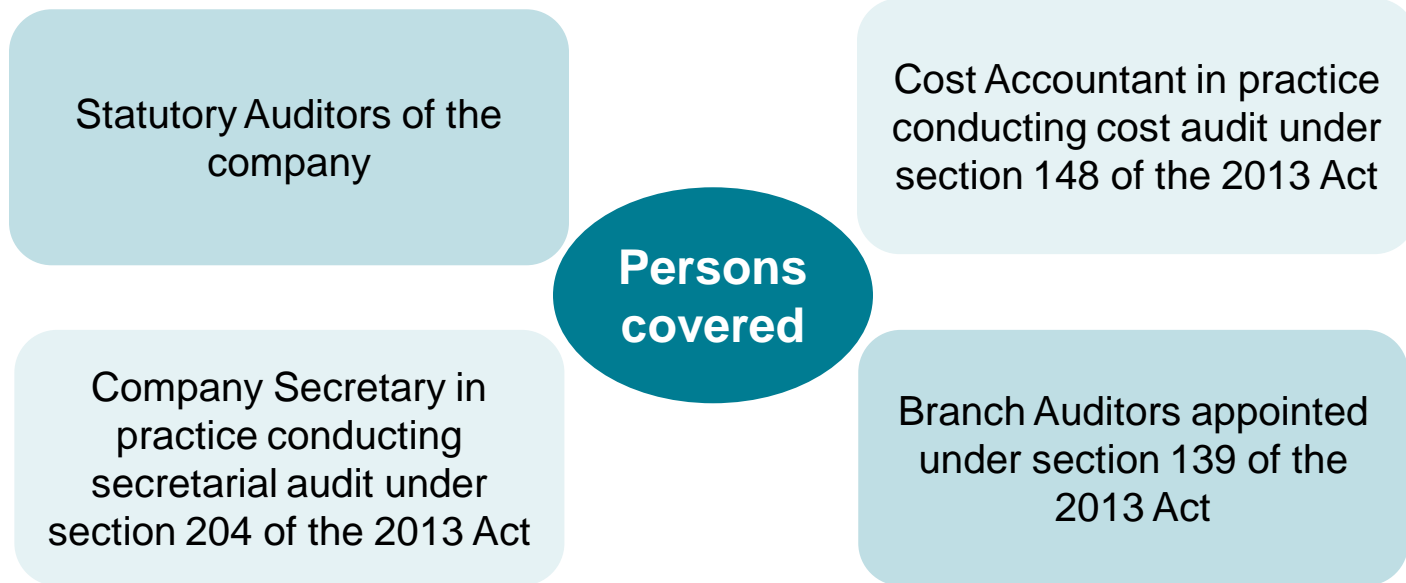 Statutory Auditors of the
company
Cost Accountant in practice
conducting cost audit under
section 148 of the 2013 Act
Persons
covered
Company Secretary in
practice conducting
secretarial audit under
section 204 of the 2013 Act
Branch Auditors appointed
under section 139 of the
2013 Act